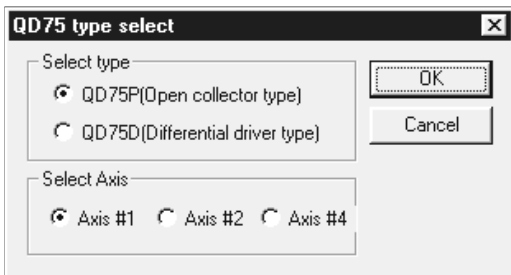 QD75 type select
Select type
QD75P(Open collector type)
QD75D(Differential driver type)
OK
Cancel
Select Axis
Axis #1 Axis #2 Axis #4